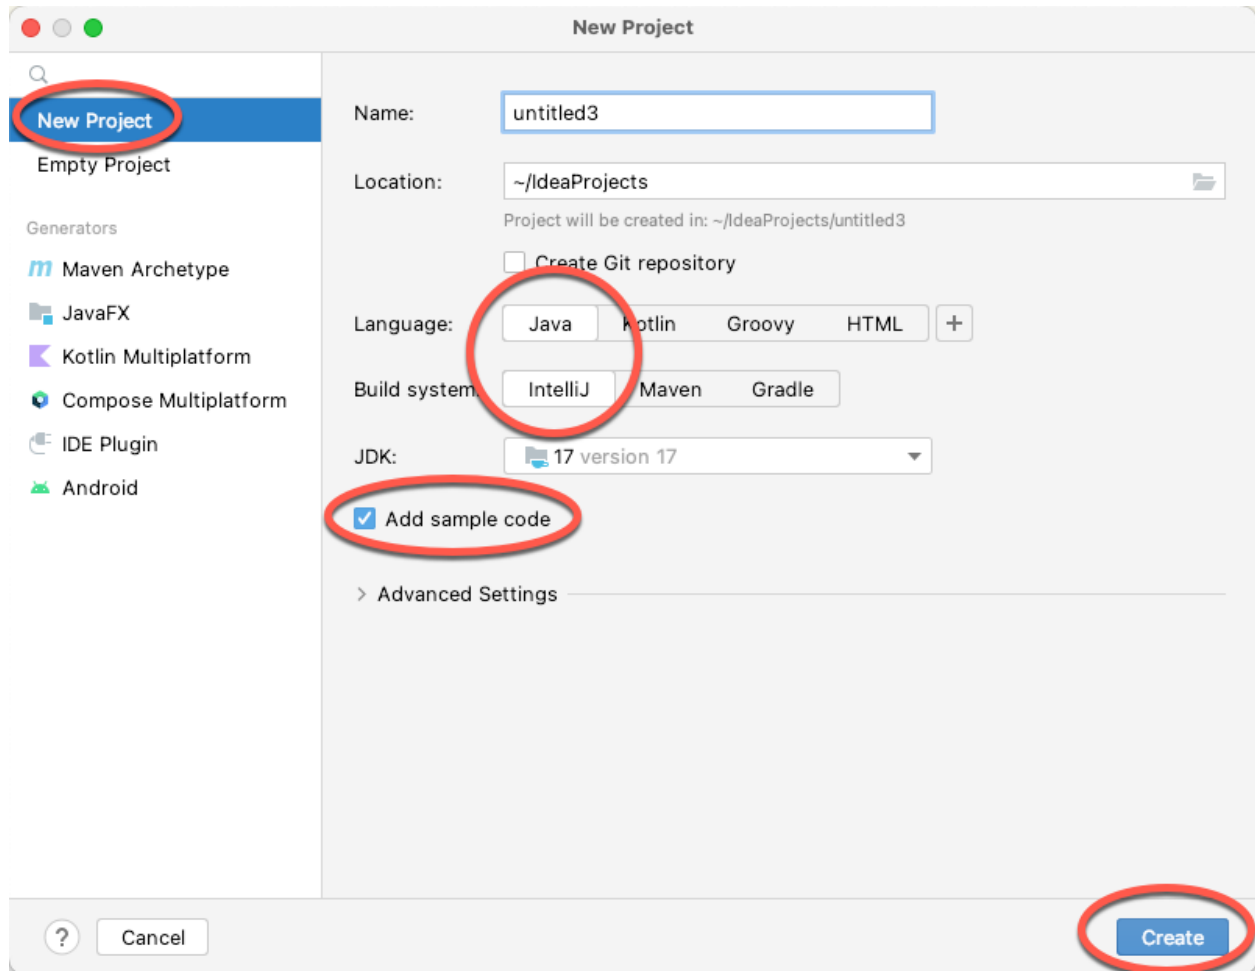 New Project
New Project
Empty Project
Generators
Maven Archetype
JavaFX
Kotlin Multiplatform
Compose Multiplatform
IDE Plugin
Android
Name: untitled3
Location: ~/IdeaProjects
Project will be created in: ~/IdeaProjects/untitled3
Create Git repository
Language: Java Kotlin Groovy HTML +
Build system: IntelliJ Maven Gradle
JDK: 17 version 17
Add sample code
Advanced Settings
? Cancel Create